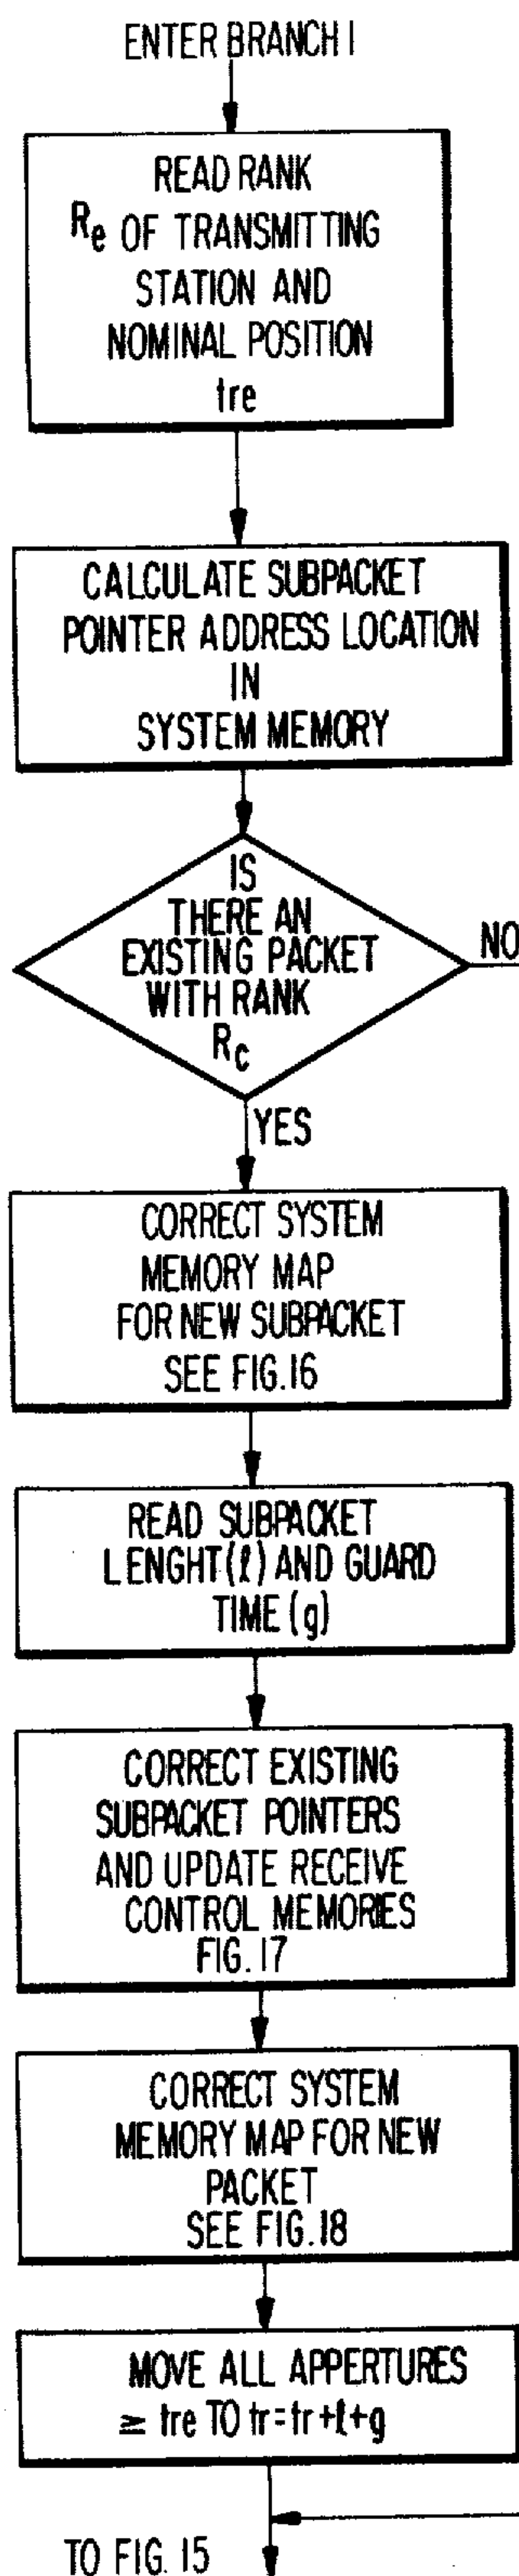 ENTER BRANCH 1
READ RANK
Re OF TRANSMITTING
STATION AND
NOMINAL POSITION
tre
CALCULATE SUBPACKET
POINTER ADDRESS LOCATION
IN
SYSTEM MEMORY
IS
THERE AN
EXISTING PACKET
WITH RANK
Rc
NO
YES
CORRECT SYSTEM
MEMORY MAP
FOR NEW SUBPACKET
SEE FIG.16
READ SUBPACKET
LENGHT (ℓ) AND GUARD
TIME (g)
CORRECT EXISTING
SUBPACKET POINTERS
AND UPDATE RECEIVE
CONTROL MEMORIES
FIG. 17
CORRECT SYSTEM
MEMORY MAP FOR NEW
PACKET
SEE FIG.18
MOVE ALL APPERTURES
≥ tre TO tr=tr+ℓ+g
TO FIG. 15